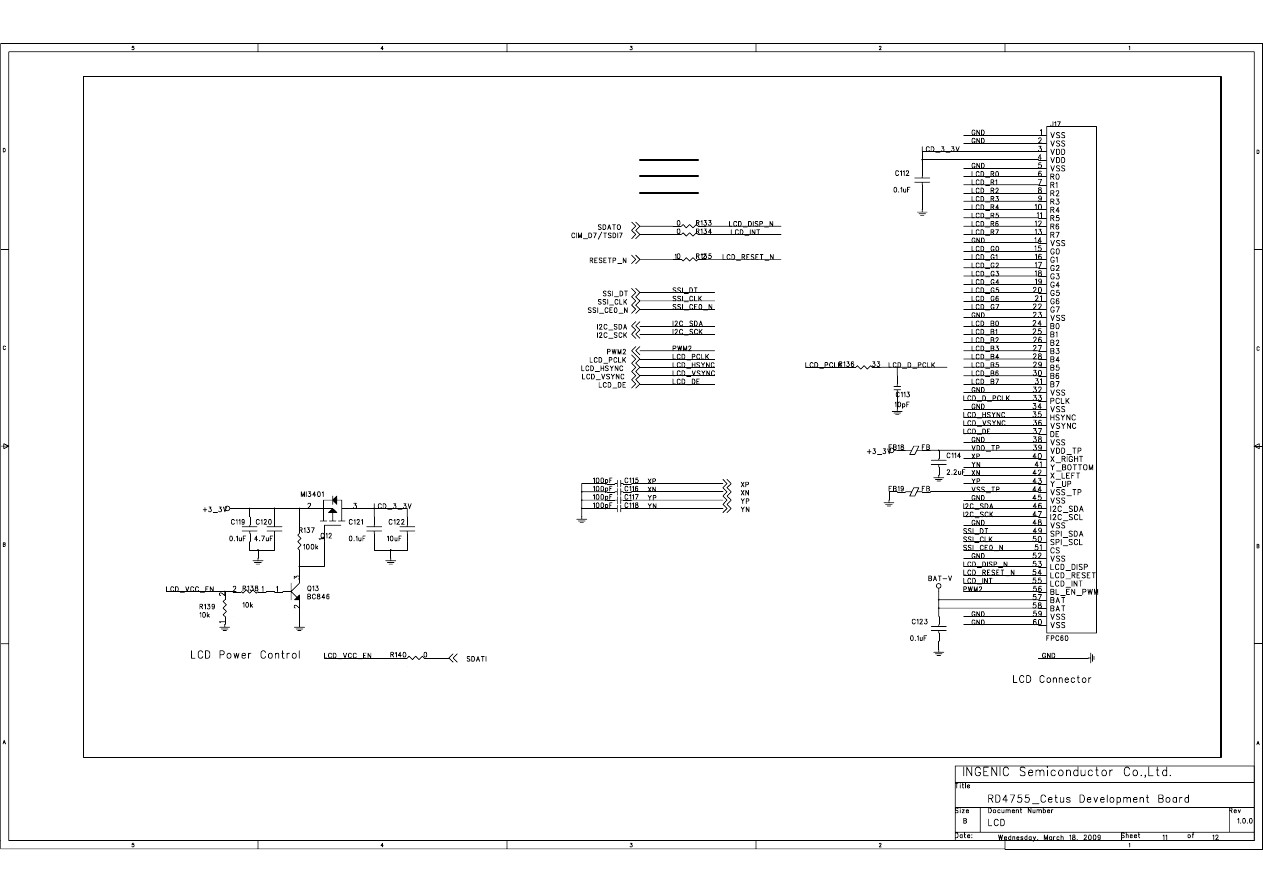 5 4 3 2 1
D D
C C
B B
A A
J17
GND 1 VSS
GND 2 VSS
LCD_3_3V 3 VDD
4 VDD
GND 5 VSS
LCD_R0 6 R0
LCD_R1 7 R1
LCD_R2 8 R2
LCD_R3 9 R3
LCD_R4 10 R4
LCD_R5 11 R5
LCD_R6 12 R6
LCD_R7 13 R7
GND 14 VSS
LCD_G0 15 G0
LCD_G1 16 G1
LCD_G2 17 G2
LCD_G3 18 G3
LCD_G4 19 G4
LCD_G5 20 G5
LCD_G6 21 G6
LCD_G7 22 G7
GND 23 VSS
LCD_B0 24 B0
LCD_B1 25 B1
LCD_B2 26 B2
LCD_B3 27 B3
LCD_B4 28 B4
LCD_B5 29 B5
LCD_B6 30 B6
LCD_B7 31 B7
GND 32 VSS
LCD_D_PCLK 33 PCLK
GND 34 VSS
LCD_HSYNC 35 HSYNC
LCD_VSYNC 36 VSYNC
LCD_DE 37 DE
GND 38 VSS
VDD_TP 39 VDD_TP
XP 40 X_RIGHT
YN 41 Y_BOTTOM
XN 42 X_LEFT
YP 43 Y_UP
VSS_TP 44 VSS_TP
GND 45 VSS
I2C_SDA 46 I2C_SDA
I2C_SCK 47 I2C_SCL
GND 48 VSS
SSI_DT 49 SPI_SDA
SSI_CLK 50 SPI_SCL
SSI_CE0_N 51 CS
GND 52 VSS
LCD_DISP_N 53 LCD_DISP
LCD_RESET_N 54 LCD_RESET
LCD_INT 55 LCD_INT
PWM2 56 BL_EN_PWM
57 BAT
58 BAT
GND 59 VSS
GND 60 VSS
FPC60
GND
LCD Connector
C112
0.1uF
SDATO 0 R133 LCD_DISP_N
CIM_D7/TSDI7 0 R134 LCD_INT
RESETP_N 10 R135 LCD_RESET_N
SSI_DT SSI_DT
SSI_CLK SSI_CLK
SSI_CE0_N SSI_CE0_N
I2C_SDA I2C_SDA
I2C_SCK I2C_SCK
PWM2 PWM2
LCD_PCLK LCD_PCLK
LCD_HSYNC LCD_HSYNC
LCD_VSYNC LCD_VSYNC
LCD_DE LCD_DE
LCD_PCLK R136 33 LCD_D_PCLK
C113
10pF
+3_3V FB18 FB
C114
2.2uF
FB19 FB
100pF C115 XP XP
100pF C116 XN XN
100pF C117 YP YP
100pF C118 YN YN
BAT-V
C123
0.1uF
MI3401
+3_3V 2 3 LCD_3_3V
C119 C120 R137 Q12 C121 C122
0.1uF 4.7uF 100k 0.1uF 10uF
3
LCD_VCC_EN 2 R138 1 1 Q13
10k BC846
2
2
R139
10k
1
LCD Power Control
LCD_VCC_EN R140 0 SDATI
INGENIC Semiconductor Co.,Ltd.
Title
RD4755_Cetus Development Board
Size Document Number Rev
B LCD 1.0.0
Date: Wednesday, March 18, 2009 Sheet 11 of 12
5 4 3 2 1